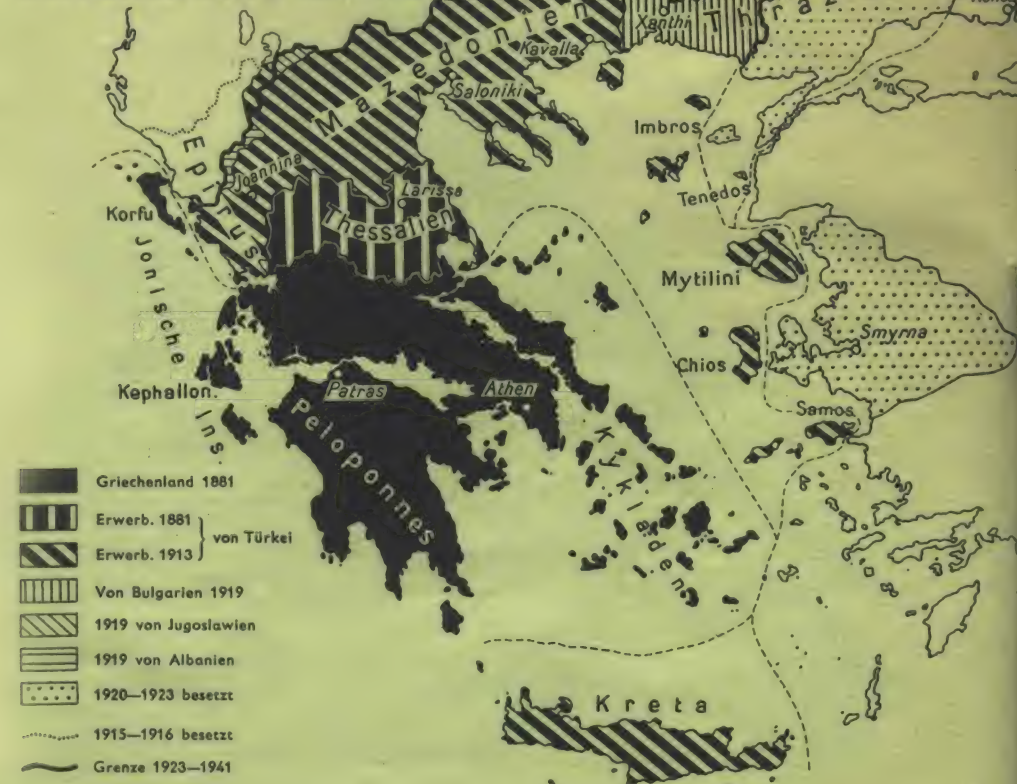 Xanthi
Thra
Mazedonien
Kavalla
Saloniki
Imbros
Epirus
Joannina
Larissa
Tenedos
Korfu
Thessalien
Mytilini
Jonische Ins.
Smyrna
Chios
Kephallon.
Patras
Athen
Samos
Peloponnes
Kykladen
Griechenland 1881
Erwerb. 1881
von Türkei
Erwerb. 1913
Von Bulgarien 1919
1919 von Jugoslawien
1919 von Albanien
1920—1923 besetzt
Kreta
1915—1916 besetzt
Grenze 1923—1941